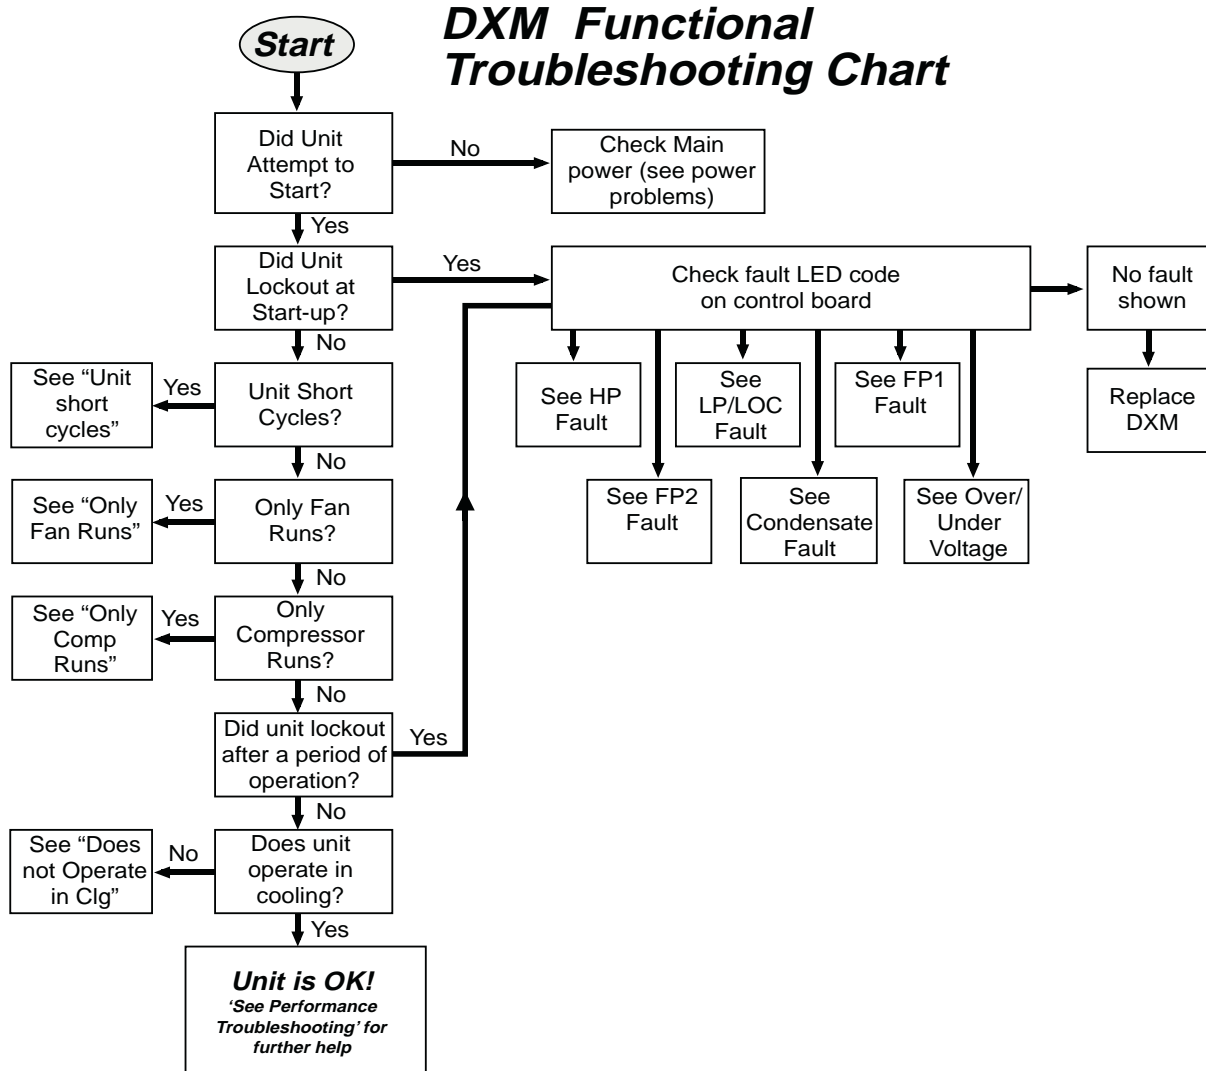 DXM Functional
Troubleshooting Chart
Start
Did Unit
Attempt to
Start?
No
Check Main
power (see power
problems)
Yes
Did Unit
Lockout at
Start-up?
Yes
Check fault LED code
on control board
No fault
shown
No
See “Unit
short
cycles”
Yes
Unit Short
Cycles?
See HP
Fault
See
LP/LOC
Fault
See FP1
Fault
Replace
DXM
No
See “Only
Fan Runs”
Yes
Only Fan
Runs?
See FP2
Fault
See
Condensate
Fault
See Over/
Under
Voltage
No
See “Only
Comp
Runs”
Yes
Only
Compressor
Runs?
No
Did unit lockout
after a period of
operation?
Yes
No
See “Does
not Operate
in Clg”
No
Does unit
operate in
cooling?
Yes
Unit is OK!
‘See Performance
Troubleshooting’ for
further help